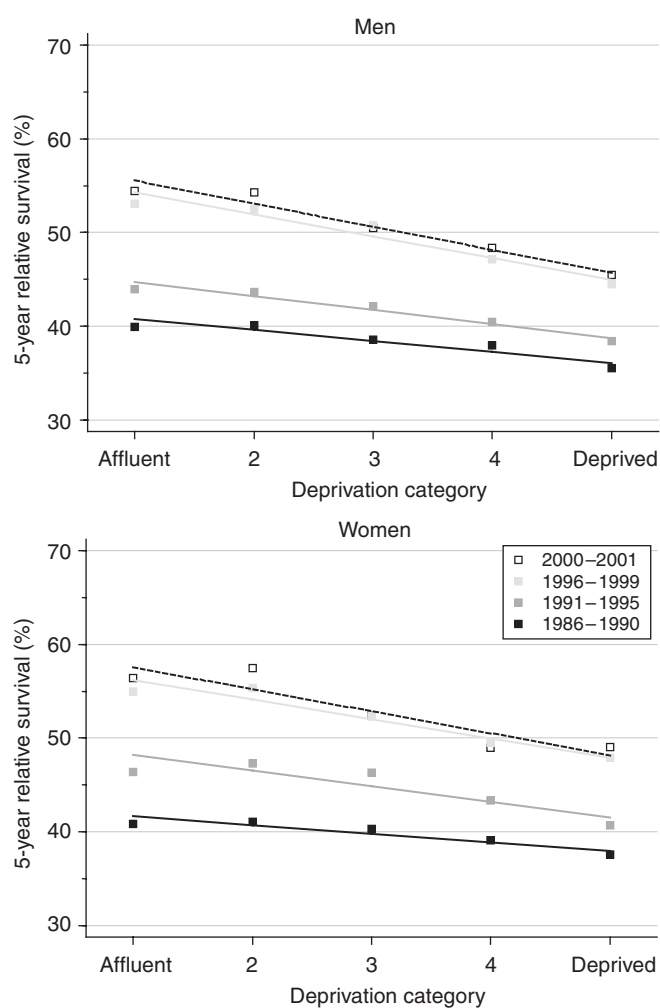 Men
70
60
50
40
30
5-year relative survival (%)
Affluent 2 3 4 Deprived
Deprivation category
Women
70
60
50
40
30
5-year relative survival (%)
2000–2001
1996–1999
1991–1995
1986–1990
Affluent 2 3 4 Deprived
Deprivation category